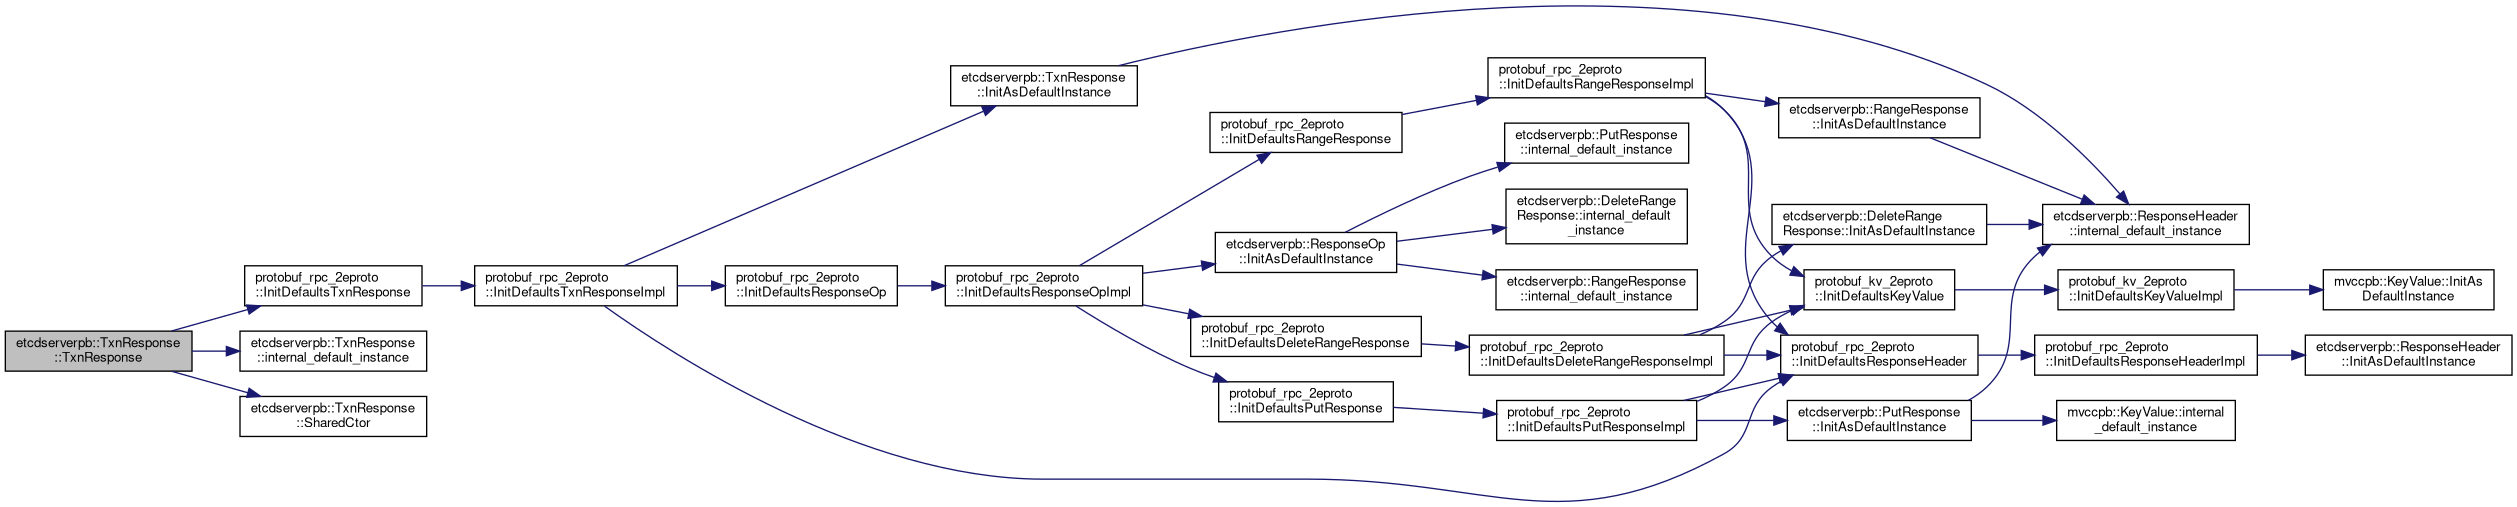 etcdserverpb::TxnResponse
::TxnResponse
protobuf_rpc_2eproto
::InitDefaultsTxnResponse
etcdserverpb::TxnResponse
::internal_default_instance
etcdserverpb::TxnResponse
::SharedCtor
protobuf_rpc_2eproto
::InitDefaultsTxnResponseImpl
etcdserverpb::TxnResponse
::InitAsDefaultInstance
protobuf_rpc_2eproto
::InitDefaultsResponseOp
protobuf_rpc_2eproto
::InitDefaultsResponseOpImpl
protobuf_rpc_2eproto
::InitDefaultsRangeResponse
etcdserverpb::ResponseOp
::InitAsDefaultInstance
protobuf_rpc_2eproto
::InitDefaultsDeleteRangeResponse
protobuf_rpc_2eproto
::InitDefaultsPutResponse
protobuf_rpc_2eproto
::InitDefaultsRangeResponseImpl
etcdserverpb::PutResponse
::internal_default_instance
etcdserverpb::DeleteRange
Response::internal_default
_instance
etcdserverpb::RangeResponse
::internal_default_instance
protobuf_rpc_2eproto
::InitDefaultsDeleteRangeResponseImpl
protobuf_rpc_2eproto
::InitDefaultsPutResponseImpl
etcdserverpb::RangeResponse
::InitAsDefaultInstance
etcdserverpb::DeleteRange
Response::InitAsDefaultInstance
protobuf_kv_2eproto
::InitDefaultsKeyValue
protobuf_rpc_2eproto
::InitDefaultsResponseHeader
etcdserverpb::PutResponse
::InitAsDefaultInstance
etcdserverpb::ResponseHeader
::internal_default_instance
protobuf_kv_2eproto
::InitDefaultsKeyValueImpl
protobuf_rpc_2eproto
::InitDefaultsResponseHeaderImpl
mvccpb::KeyValue::internal
_default_instance
mvccpb::KeyValue::InitAs
DefaultInstance
etcdserverpb::ResponseHeader
::InitAsDefaultInstance